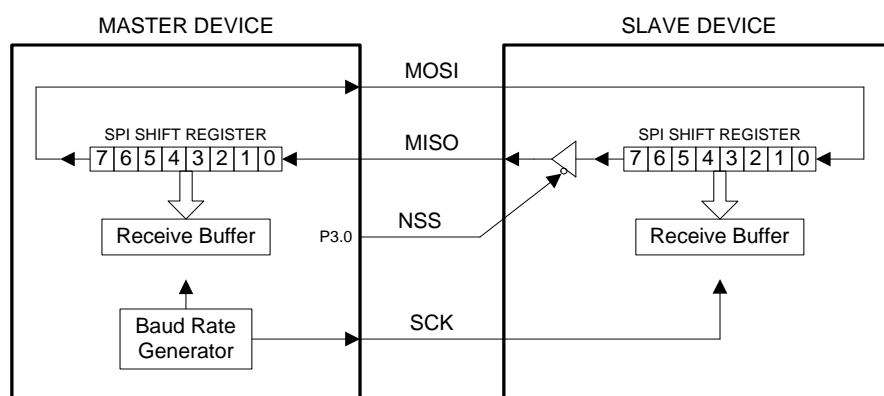 MASTER DEVICE
SLAVE DEVICE
MOSI
SPI SHIFT REGISTER
7 6 5 4 3 2 1 0
MISO
SPI SHIFT REGISTER
7 6 5 4 3 2 1 0
Receive Buffer
P3.0
NSS
Receive Buffer
Baud Rate
Generator
SCK